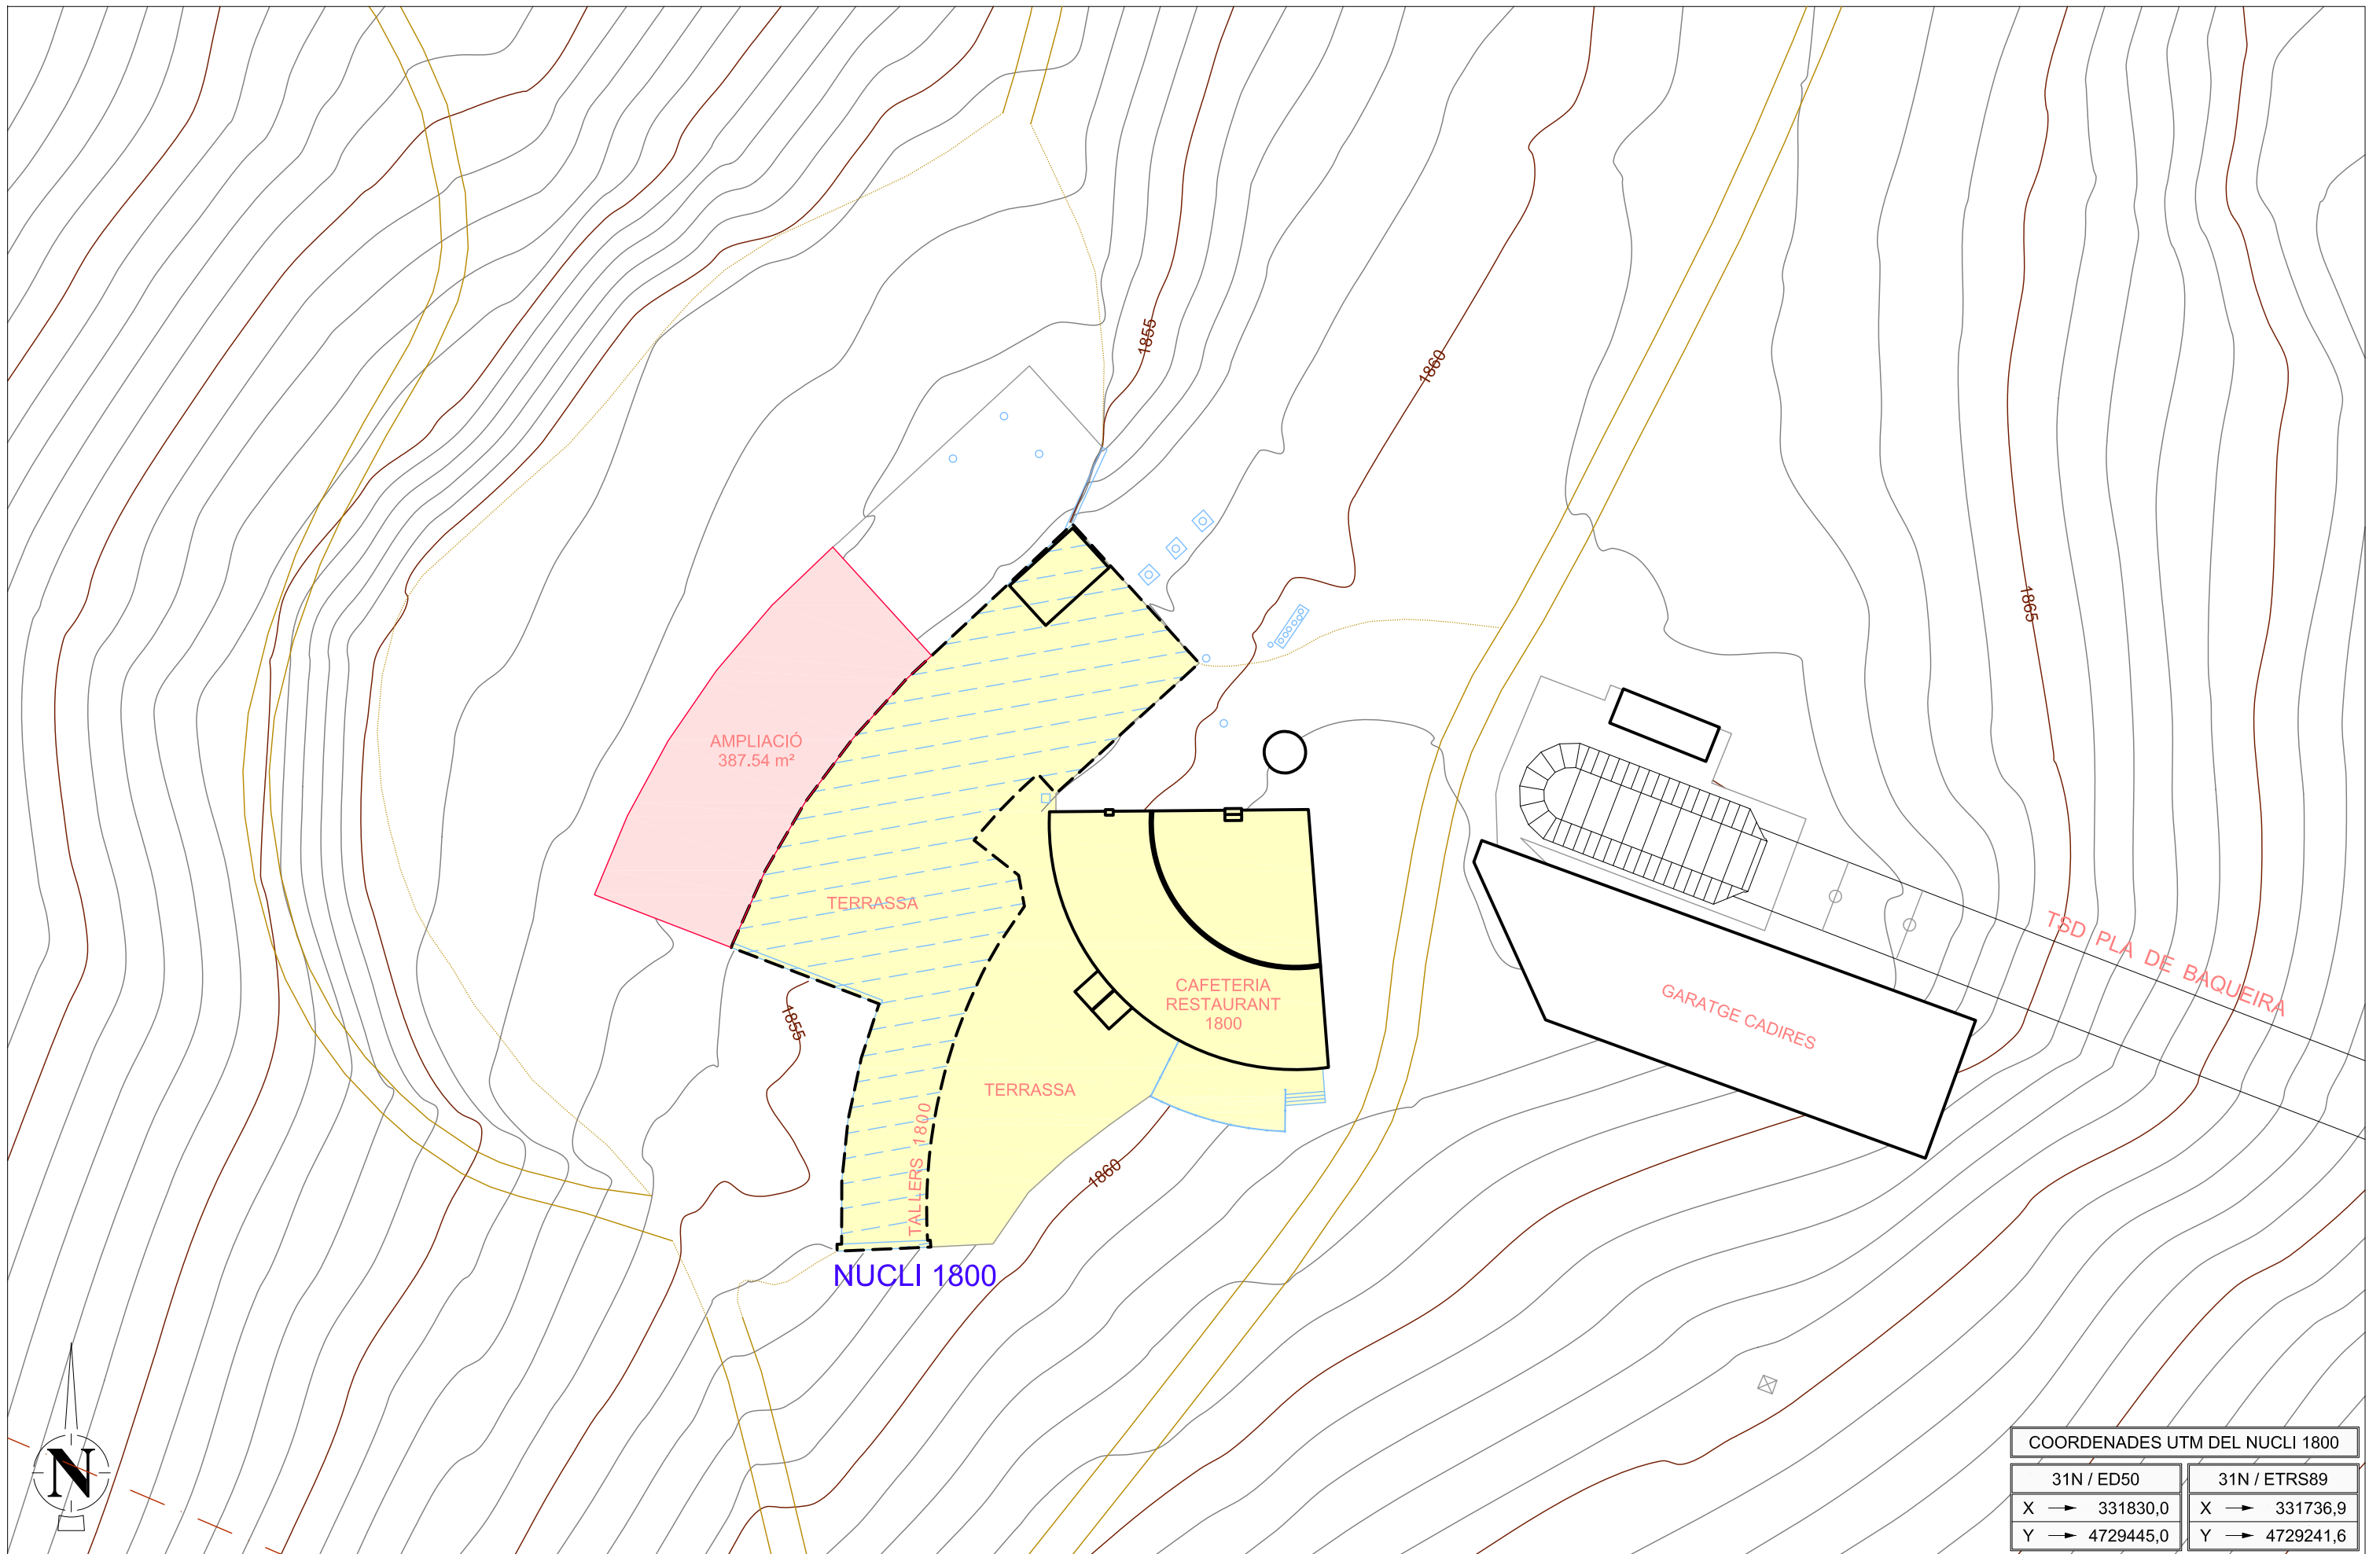 1855
1860
1865
AMPLIACIÓ
387.54 m²
TERRASSA
CAFETERIA
RESTAURANT
1800
TSD PLA DE BAQUEIRA
GARATGE CADIRES
1855
TERRASSA
TALLERS 1800
1860
NUCLI 1800
N
COORDENADES UTM DEL NUCLI 1800
31N / ED50 31N / ETRS89
X 331830,0 X 331736,9
Y 4729445,0 Y 4729241,6